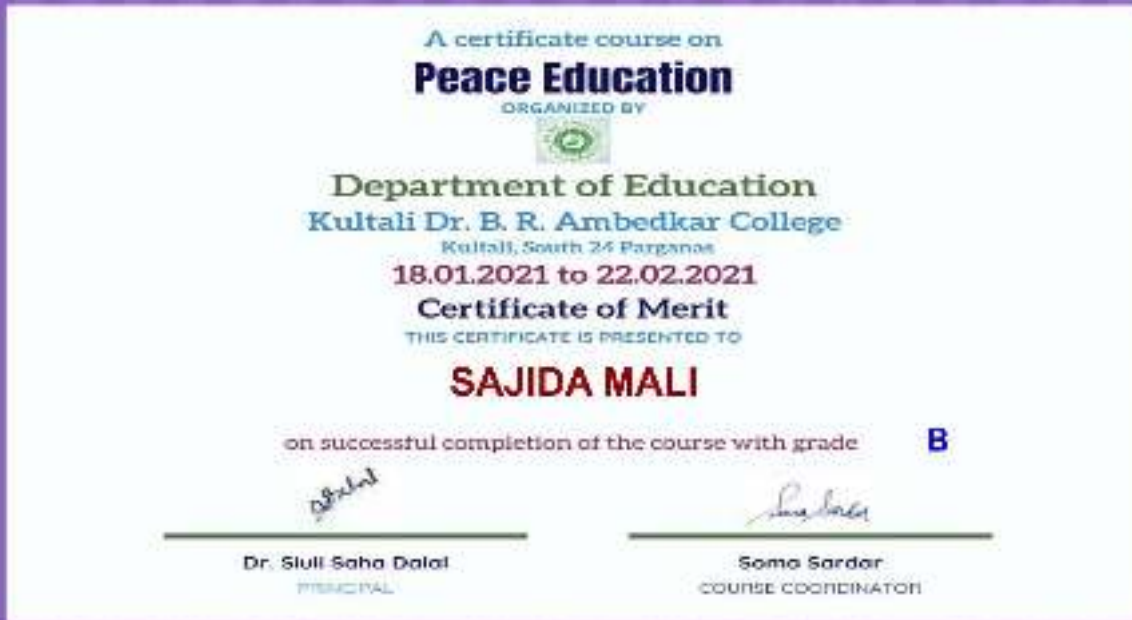 A certificate course on
Peace Education
ORGANIZED BY
Department of Education
Kultali Dr. B. R. Ambedkar College
Kultali, South 24 Parganas
18.01.2021 to 22.02.2021
Certificate of Merit
THIS CERTIFICATE IS PRESENTED TO
SAJIDA MALI
on successful completion of the course with grade B
Soma Sardar
Dr. Siuli Saha Dalal Soma Sardar
PRINCIPAL COURSE COORDINATOR